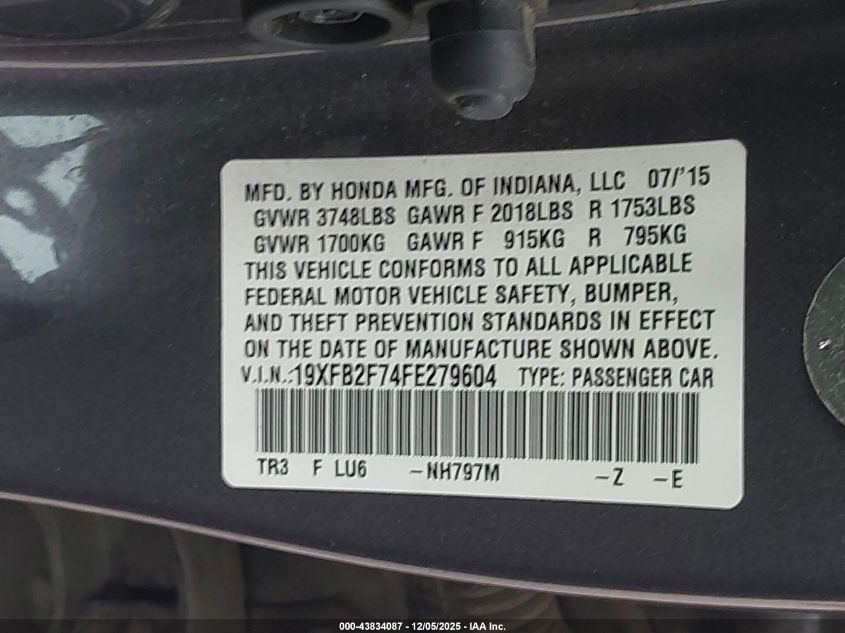 MFD. BY HONDA MFG. OF INDIANA, LLC 07/'15
GVWR 3748LBS GAWR F 2018LBS R 1753LBS
GVWR 1700KG GAWR F 915KG R 795KG
THIS VEHICLE CONFORMS TO ALL APPLICABLE
FEDERAL MOTOR VEHICLE SAFETY, BUMPER,
AND THEFT PREVENTION STANDARDS IN EFFECT
ON THE DATE OF MANUFACTURE SHOWN ABOVE.
V.I.N.:19XFB2F74FE279604 TYPE: PASSENGER CAR
TR3 F LU6 -NH797M -Z -E
000-43834087 - 12/05/2025 - IAA Inc.